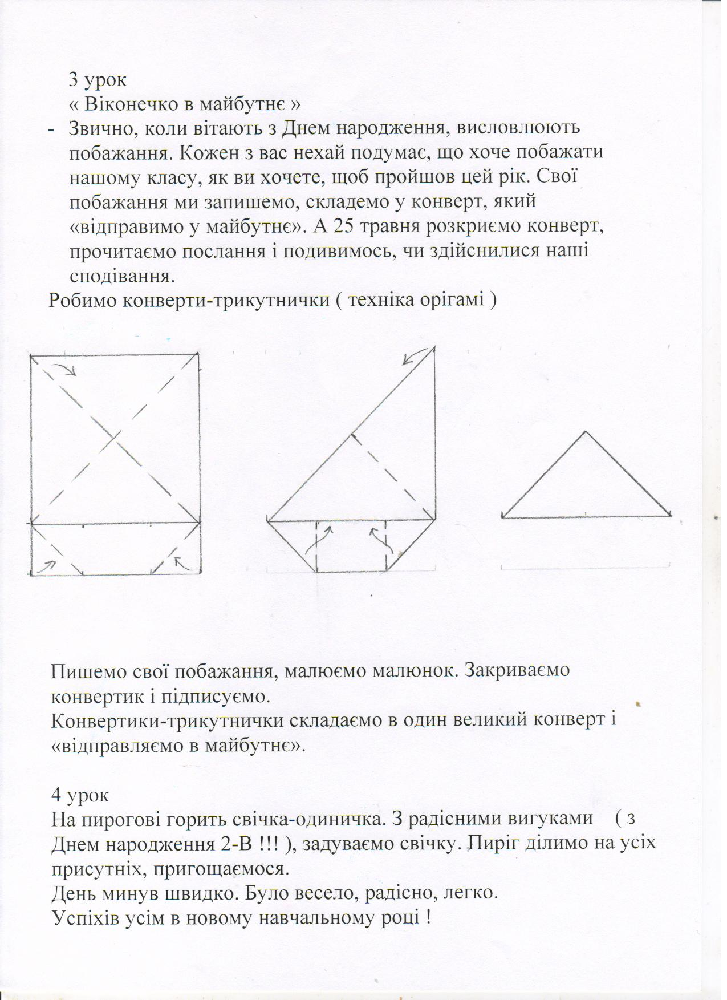 3 урок
« Віконечко в майбутнє »
- Звично, коли вітають з Днем народження, висловлюють
побажання. Кожен з вас нехай подумає, що хоче побажати
нашому класу, як ви хочете, щоб пройшов цей рік. Свої
побажання ми запишемо, складемо у конверт, який
«відправимо у майбутнє». А 25 травня розкриємо конверт,
прочитаємо послання і подивимось, чи здійснилися наші
сподівання.
Робимо конверти-трикутнички ( техніка орігамі )
Пишемо свої побажання, малюємо малюнок. Закриваємо
конвертик і підписуємо.
Конвертики-трикутнички складаємо в один великий конверт і
«відправляємо в майбутнє».
4 урок
На пирогові горить свічка-одиничка. З радісними вигуками ( з
Днем народження 2-В !!! ), задуваємо свічку. Пиріг ділимо на усіх
присутніх, пригощаємося.
День минув швидко. Було весело, радісно, легко.
Успіхів усім в новому навчальному році !